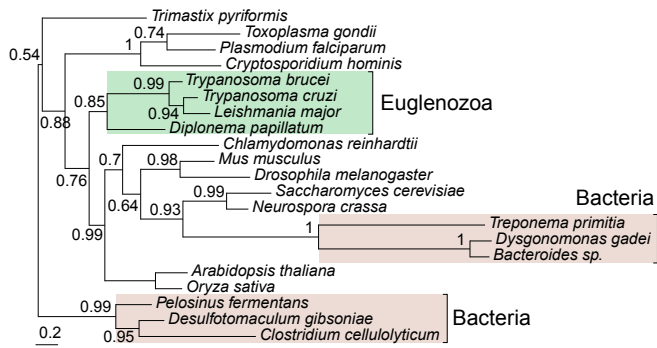 Trimastix pyriformis
0.74 Toxoplasma gondii
0.54 1 Plasmodium falciparum
Cryptosporidium hominis
0.99 Trypanosoma brucei
0.85 Trypanosoma cruzi Euglenozoa
0.94 Leishmania major
0.88 Diplonema papillatum
Chlamydomonas reinhardtii
0.7 0.98 Mus musculus
0.76 Drosophila melanogaster
0.64 0.99 Saccharomyces cerevisiae Bacteria
0.93 Neurospora crassa
0.99 1 Treponema primitia
1 Dysgonomonas gadei
Bacteroides sp.
Arabidopsis thaliana
Oryza sativa
0.99 Pelosinus fermentans
Desulfotomaculum gibsoniae Bacteria
0.2 0.95 Clostridium cellulolyticum